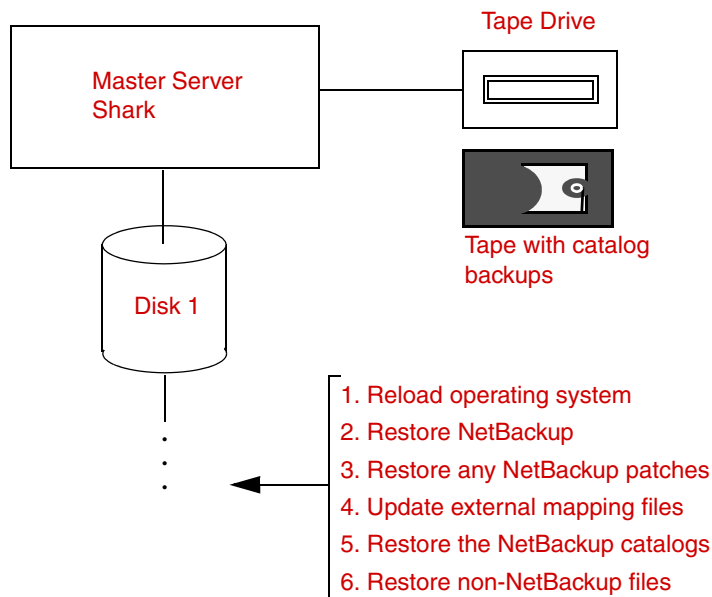 Tape Drive
Master Server
Shark
Tape with catalog
backups
Disk 1
1. Reload operating system
2. Restore NetBackup
3. Restore any NetBackup patches
4. Update external mapping files
5. Restore the NetBackup catalogs
6. Restore non-NetBackup files